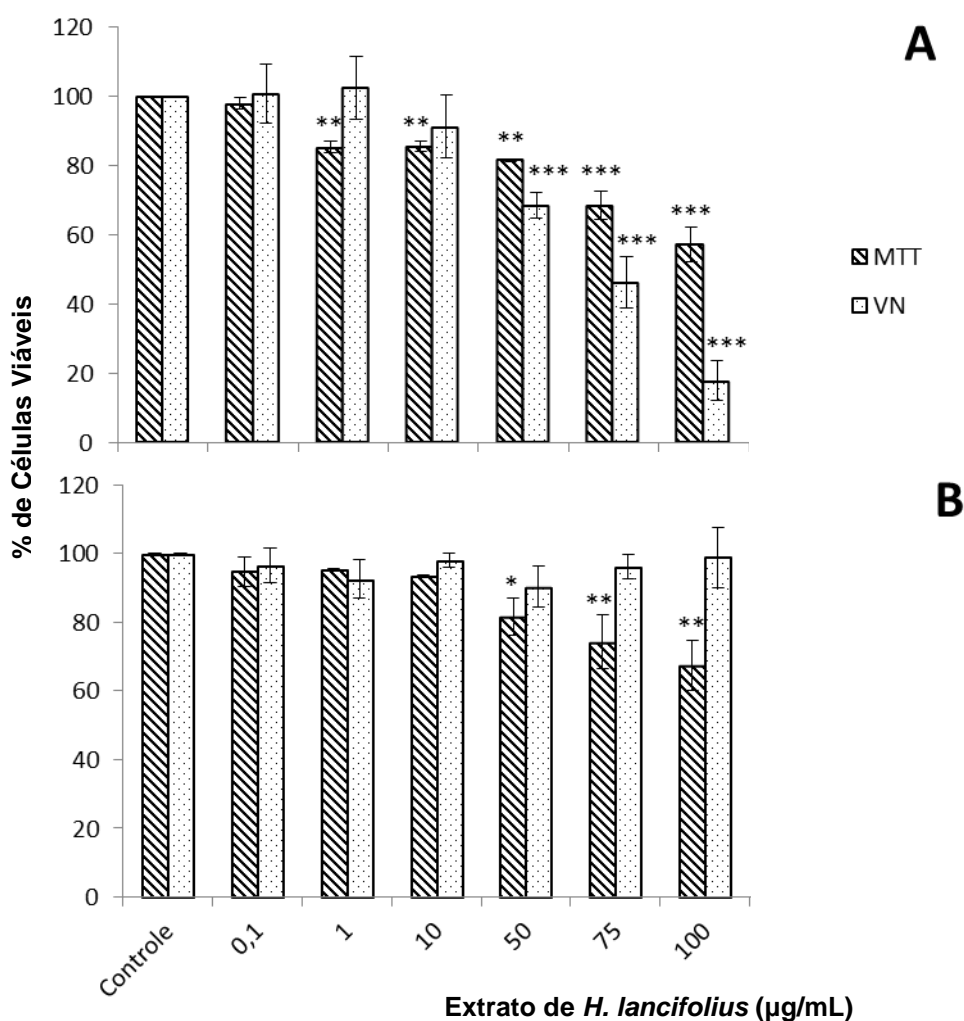 A
120
100
80
60
40
20
0
** ** ** *** *** *** *** ***
MTT
VN
% de Células Viáveis
B
120
100
80
60
40
20
0
* ** **
Controle 0,1 1 10 50 75 100
Extrato de H. lancifolius (µg/mL)